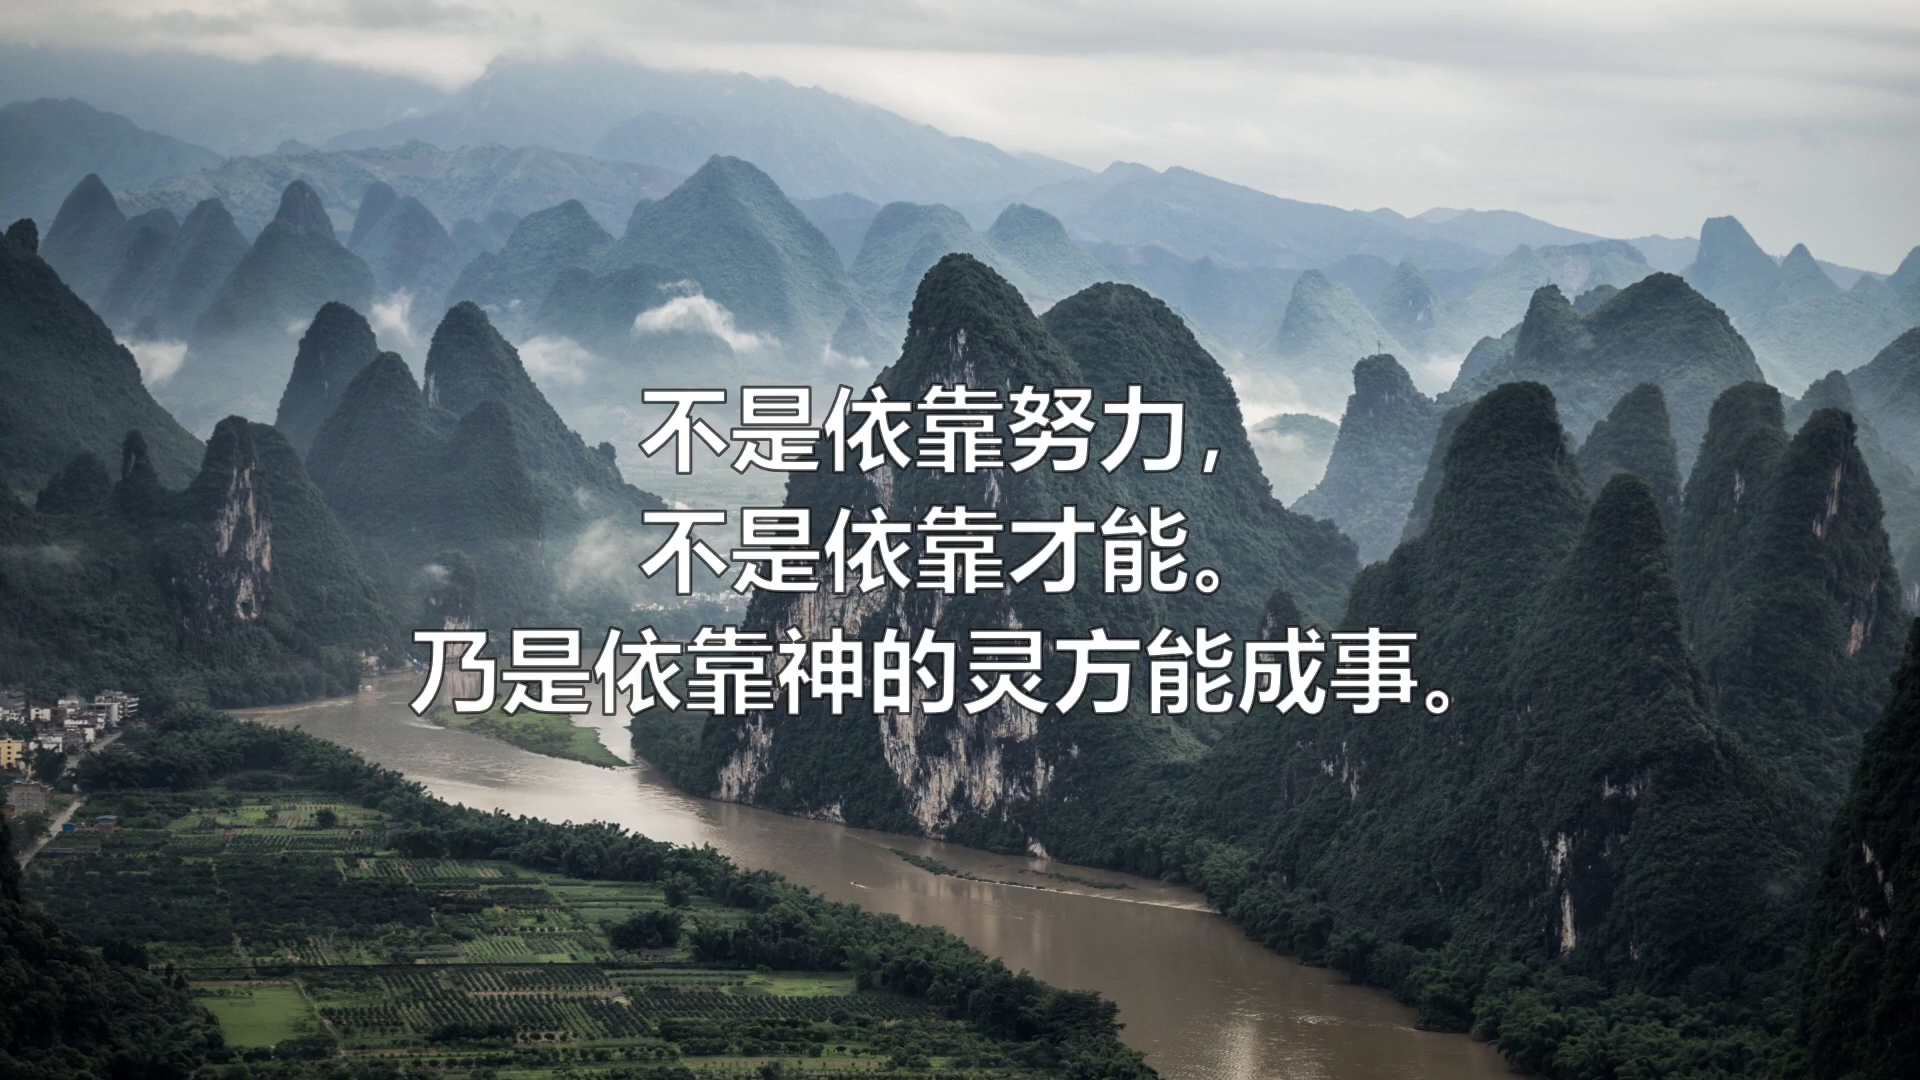 不是依靠努力，
不是依靠才能。
乃是依靠神的灵方能成事。